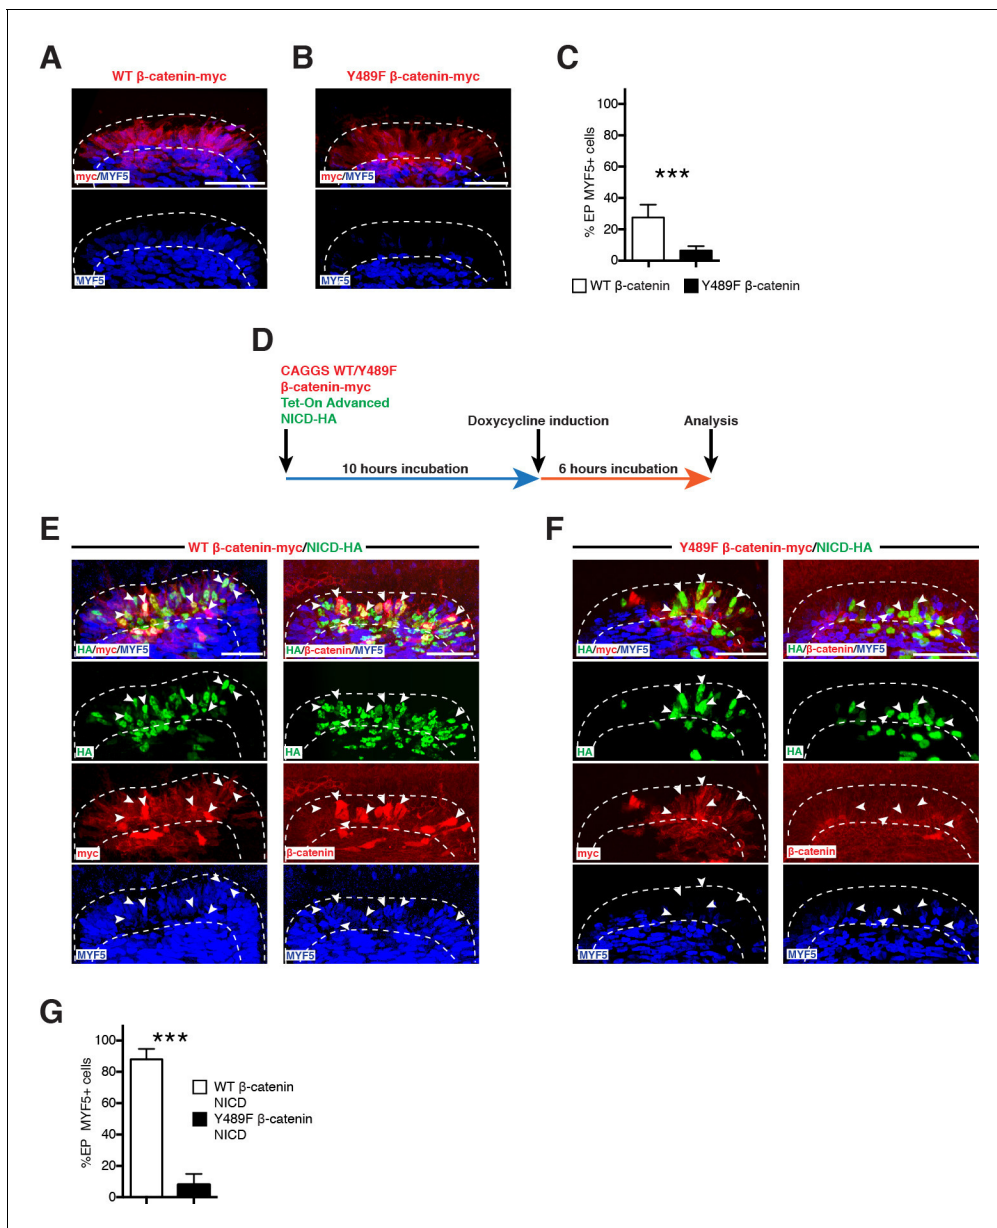 A
WT β-catenin-myc
myc/MYF5
MYF5
B
Y489F β-catenin-myc
myc/MYF5
MYF5
C
% EP MYF5+ cells
100
80
60
40
20
0
***
WT β-catenin
Y489F β-catenin
D
CAGGS WT/Y489F
β-catenin-myc
Tet-On Advanced
NICD-HA
Doxycycline induction
Analysis
10 hours incubation
6 hours incubation
E
WT β-catenin-myc/NICD-HA
HA/myc/MYF5
HA/β-catenin/MYF5
HA
HA
myc
β-catenin
MYF5
MYF5
F
Y489F β-catenin-myc/NICD-HA
HA/myc/MYF5
HA/β-catenin/MYF5
HA
HA
myc
β-catenin
MYF5
MYF5
G
%EP MYF5+ cells
100
80
60
40
20
0
***
WT β-catenin
NICD
Y489F β-catenin
NICD